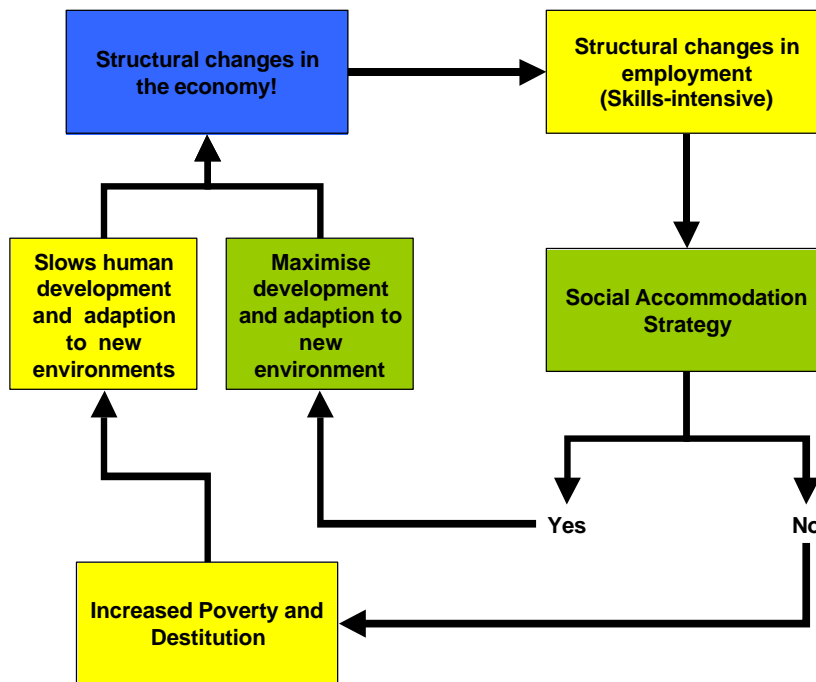 Structural changes in
the economy!
Structural changes in
employment
(Skills-intensive)
Slows human
development
and adaption
to new
environments
Maximise
development
and adaption to
new
environment
Social Accommodation
Strategy
Yes
No
Increased Poverty and
Destitution